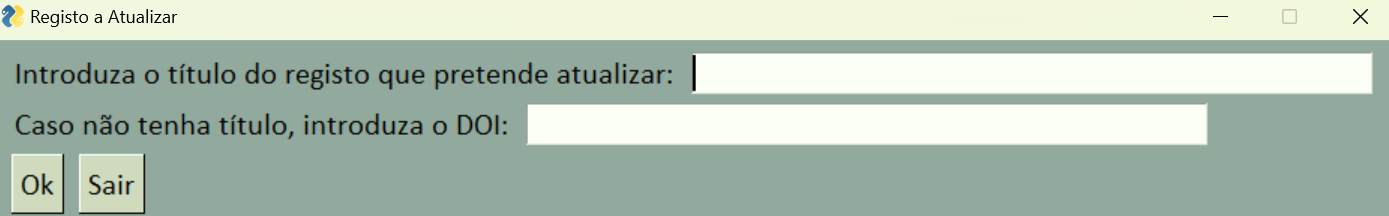 Registo a Atualizar
Introduza o título do registo que pretende atualizar:
Caso não tenha título, introduza o DOI:
Ok Sair